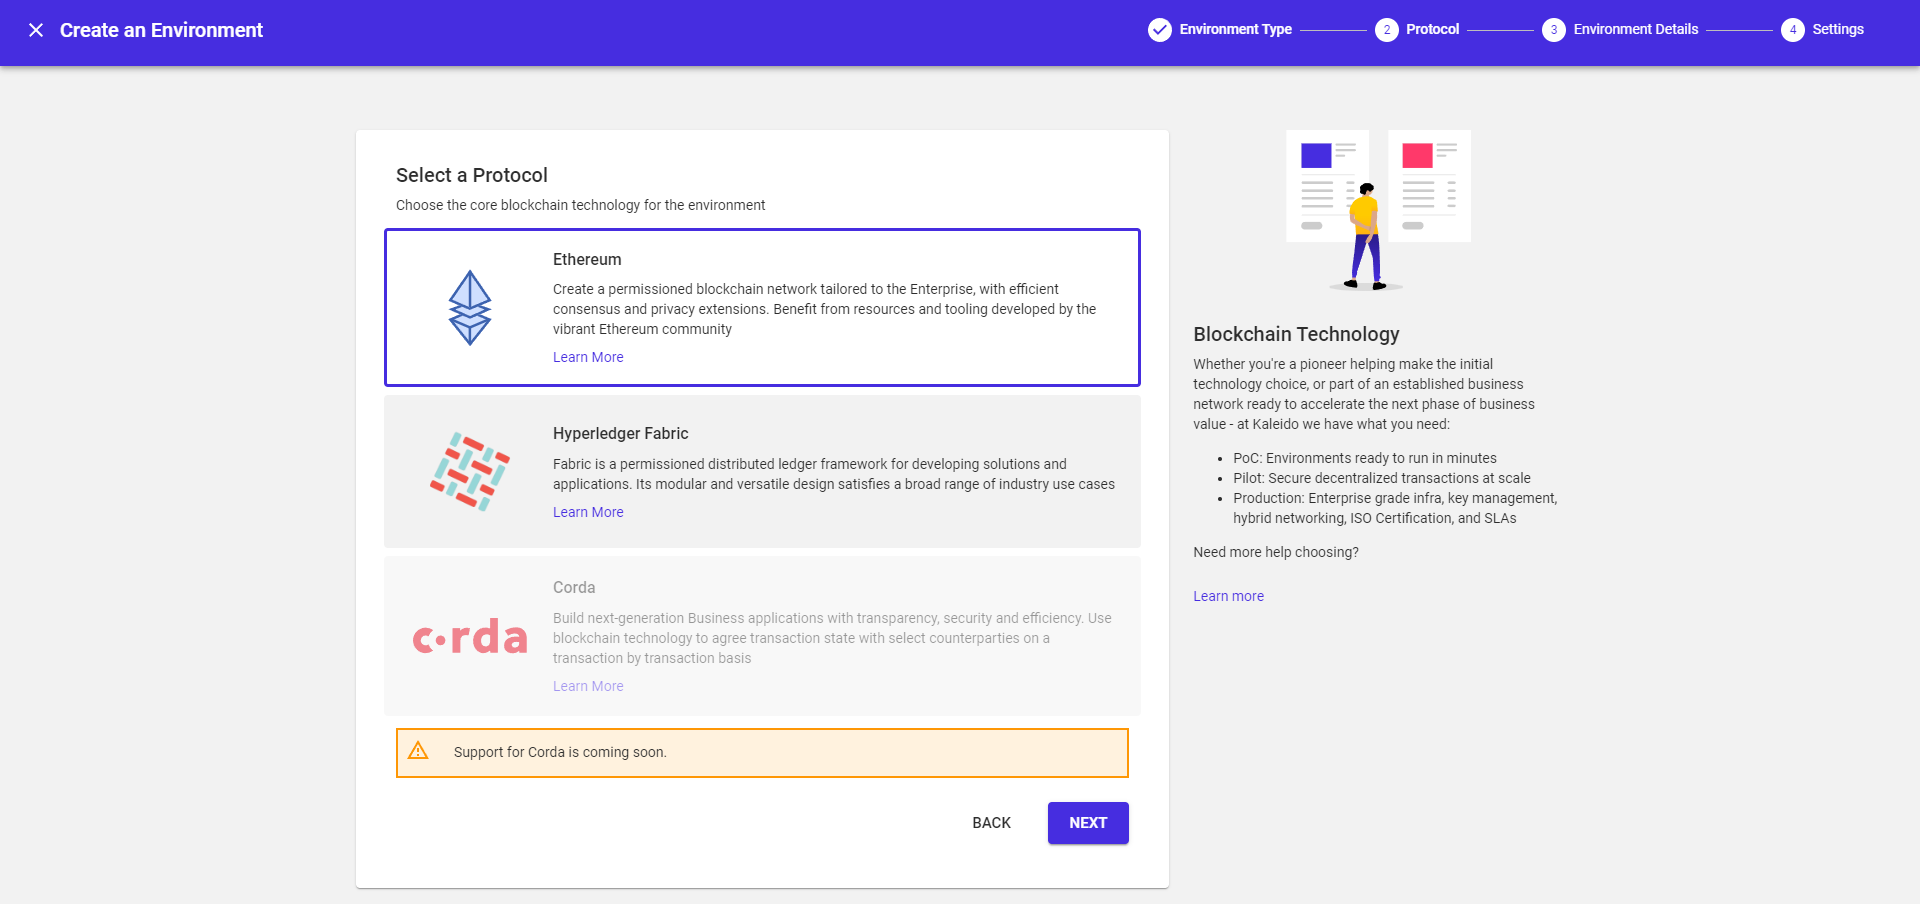 Create an Environment
Environment Type
2 Protocol
3 Environment Details
4 Settings
Select a Protocol
Choose the core blockchain technology for the environment
Ethereum
Create a permissioned blockchain network tailored to the Enterprise, with efficient
consensus and privacy extensions. Benefit from resources and tooling developed by the
vibrant Ethereum community
Learn More
Hyperledger Fabric
Fabric is a permissioned distributed ledger framework for developing solutions and
applications. Its modular and versatile design satisfies a broad range of industry use cases
Learn More
c·rda
Corda
Build next-generation Business applications with transparency, security and efficiency. Use
blockchain technology to agree transaction state with select counterparties on a
transaction by transaction basis
Learn More
Support for Corda is coming soon.
BACK
NEXT
Blockchain Technology
Whether you're a pioneer helping make the initial
technology choice, or part of an established business
network ready to accelerate the next phase of business
value - at Kaleido we have what you need:
• PoC: Environments ready to run in minutes
• Pilot: Secure decentralized transactions at scale
• Production: Enterprise grade infra, key management,
hybrid networking, ISO Certification, and SLAs
Need more help choosing?
Learn more